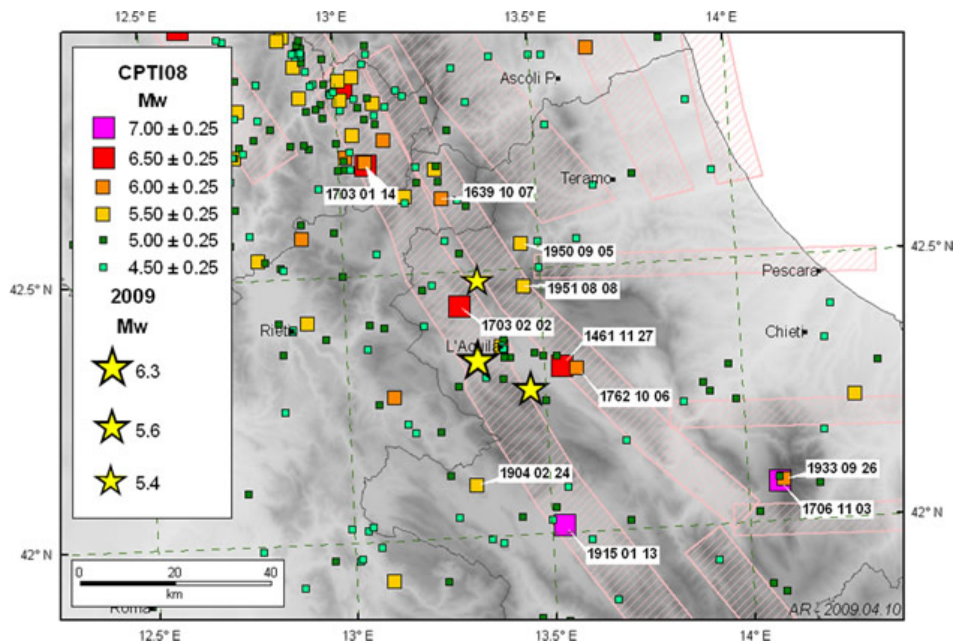 12.5° E
13° E
13.5° E
14° E
CPTI08
Mw
7.00 ± 0.25
6.50 ± 0.25
6.00 ± 0.25
5.50 ± 0.25
5.00 ± 0.25
4.50 ± 0.25
2009
Mw
6.3
5.6
5.4
Ascoli P.
Teramo
1703 01 14
1639 10 07
1950 09 05
42.5° N
Pescara
1951 08 08
42.5° N
1703 02 02
Rieti
Chieti
1461 11 27
L'Aquila
1762 10 06
1904 02 24
1933 09 26
1706 11 03
42° N
1915 01 13
42° N
0 20 40
km
Roma
AR - 2009.04.10
12.5° E
13° E
13.5° E
14° E